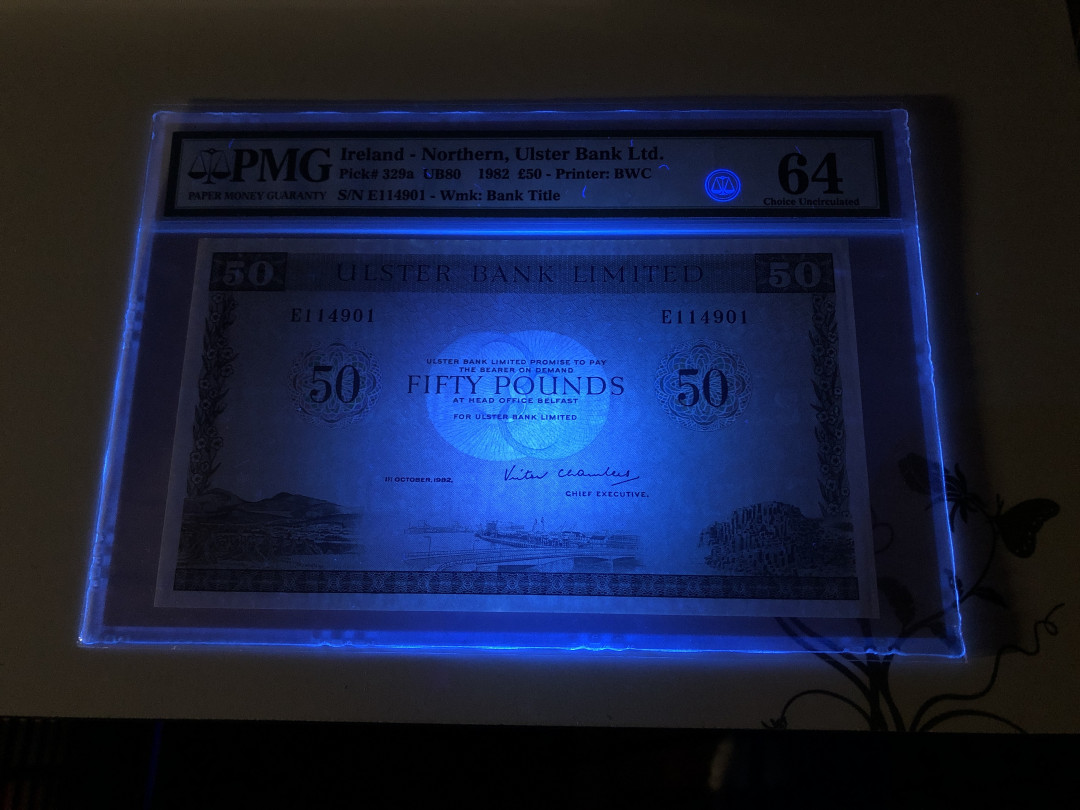 PMG
PAPER MONEY GUARANTY
Ireland - Northern, Ulster Bank Ltd.
Pick# 329a UB80 1982 £50 - Printer: BWC
S/N E114901 - Wmk: Bank Title
64
Choice Uncirculated
50 ULSTER BANK LIMITED 50
E114901 E114901
ULSTER BANK LIMITED PROMISE TO PAY
THE BEARER ON DEMAND
50 FIFTY POUNDS 50
AT HEAD OFFICE BELFAST
FOR ULSTER BANK LIMITED
1ST OCTOBER, 1982,
Victor Chambers
CHIEF EXECUTIVE.